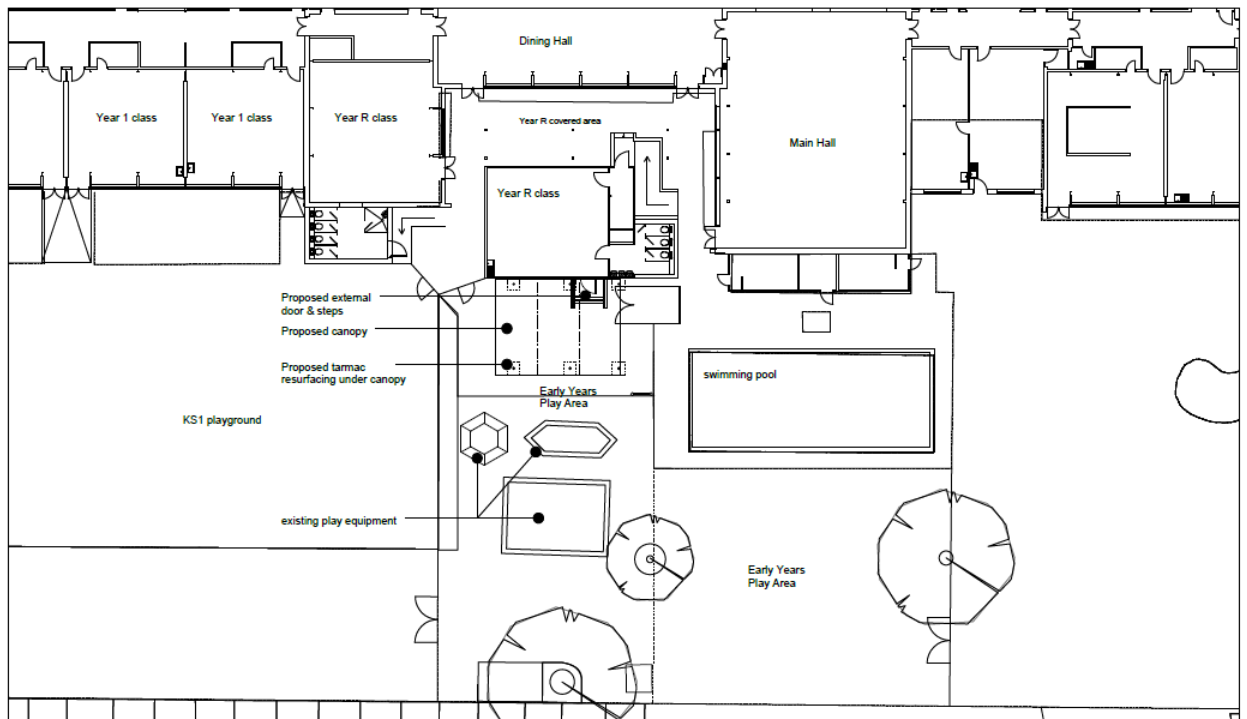 Dining Hall
Year 1 class
Year 1 class
Year R class
Year R covered area
Main Hall
Year R class
Proposed external
door & steps
Proposed canopy
Proposed tarmac
resurfacing under canopy
Early Years
Play Area
swimming pool
KS1 playground
existing play equipment
Early Years
Play Area